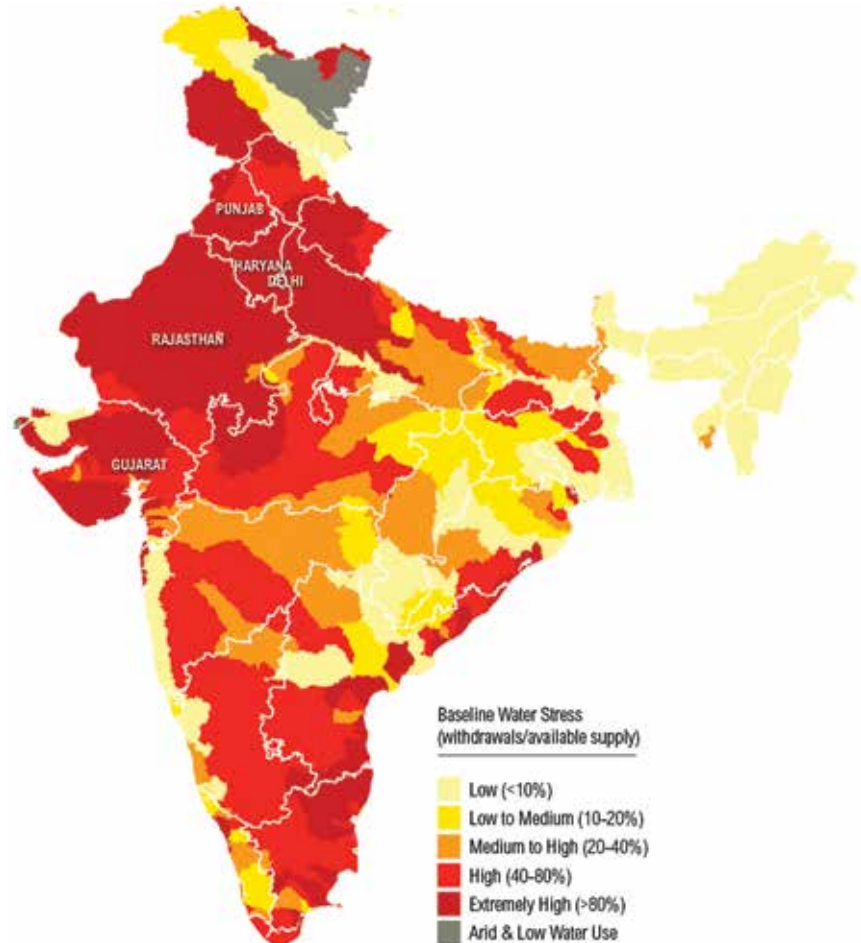 PUNJAB
HARYANA
DELHI
RAJASTHAN
GUJARAT
Baseline Water Stress
(withdrawals/available supply)
Low (<10%)
Low to Medium (10-20%)
Medium to High (20-40%)
High (40-80%)
Extremely High (>80%)
Arid & Low Water Use